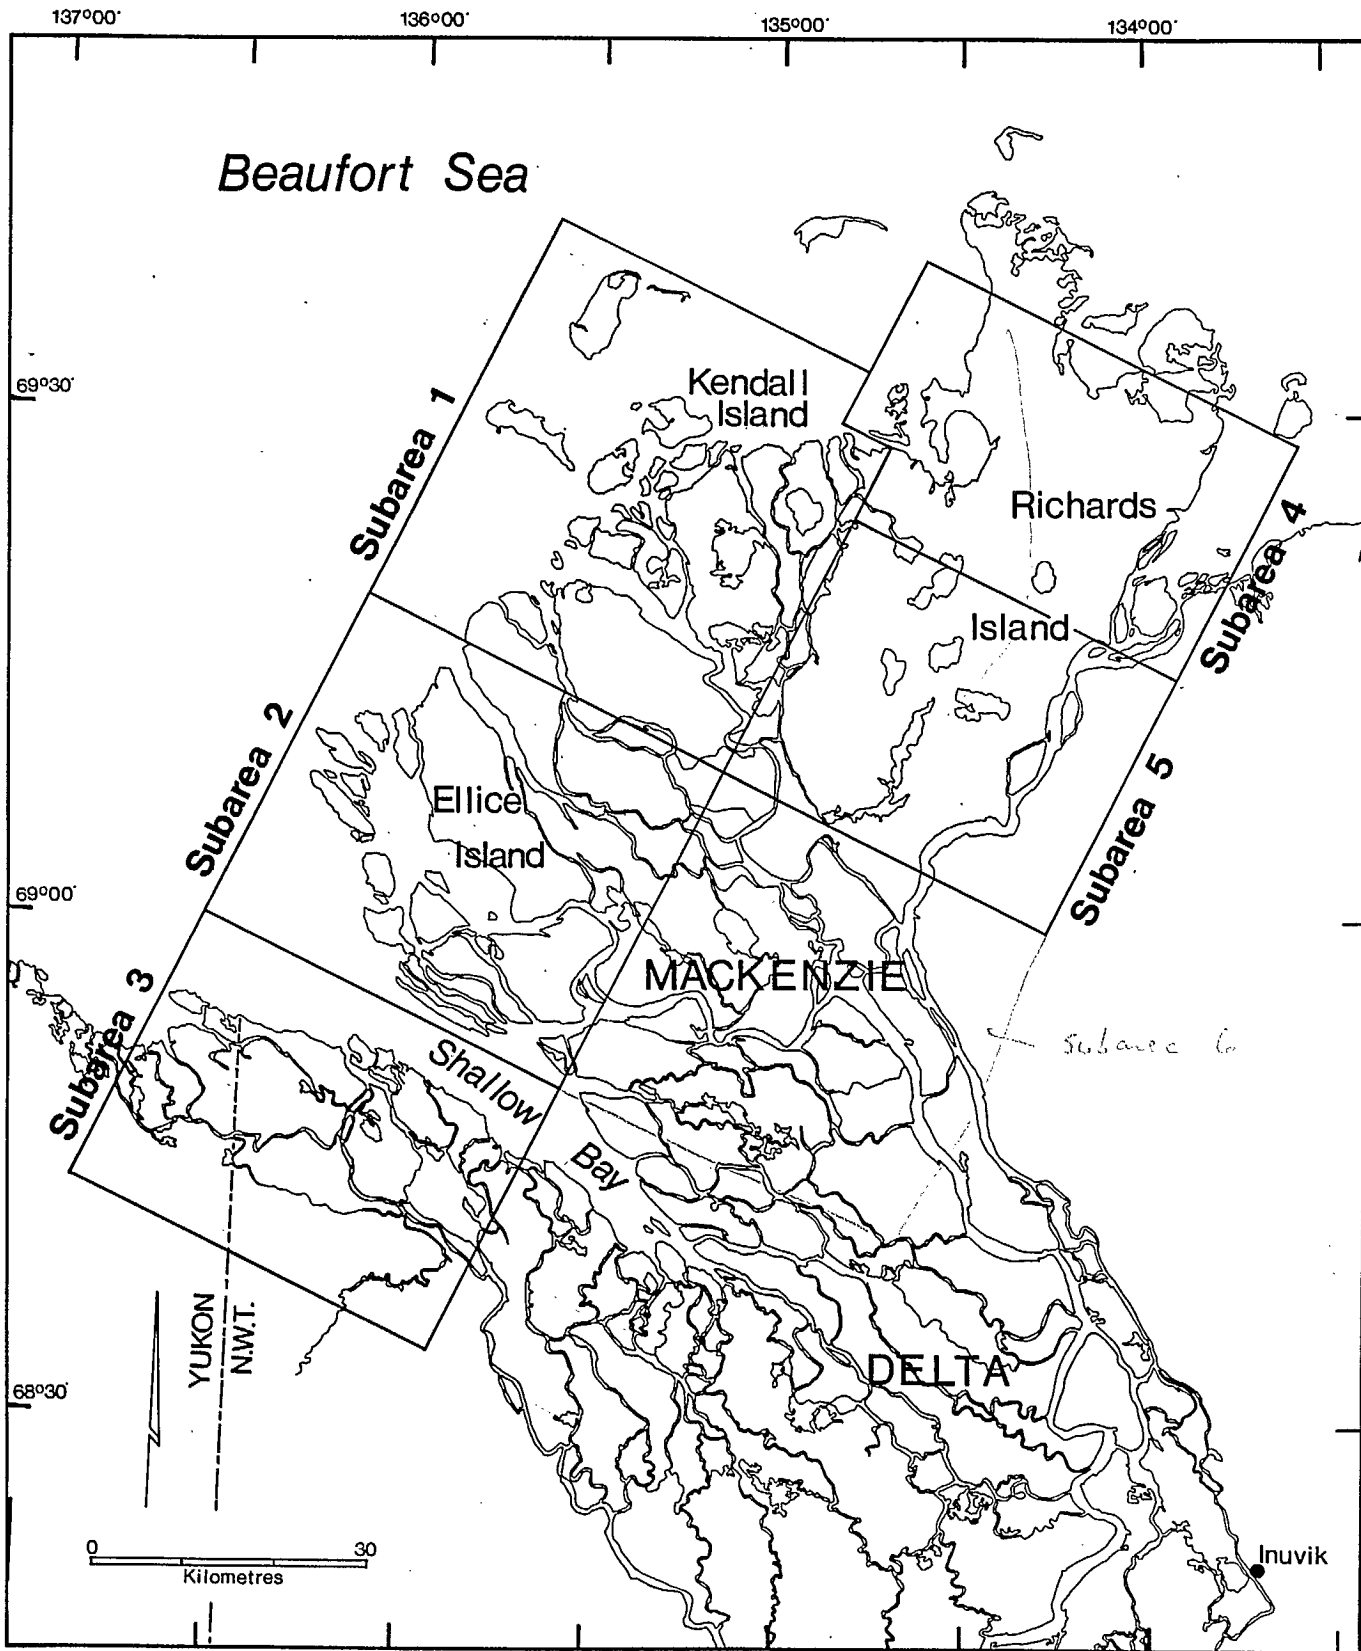 137°00'
136°00'
135°00'
134°00'
Beaufort Sea
69°30'
Kendall
Island
Subarea 1
Richards
Subarea 4
Island
Subarea 2
Ellice
Island
Subarea 5
69°00'
MACKENZIE
Subarea 3
Shallow
Subarea 6
Bay
YUKON
N.W.T.
DELTA
68°30'
0 30
Kilometres
Inuvik